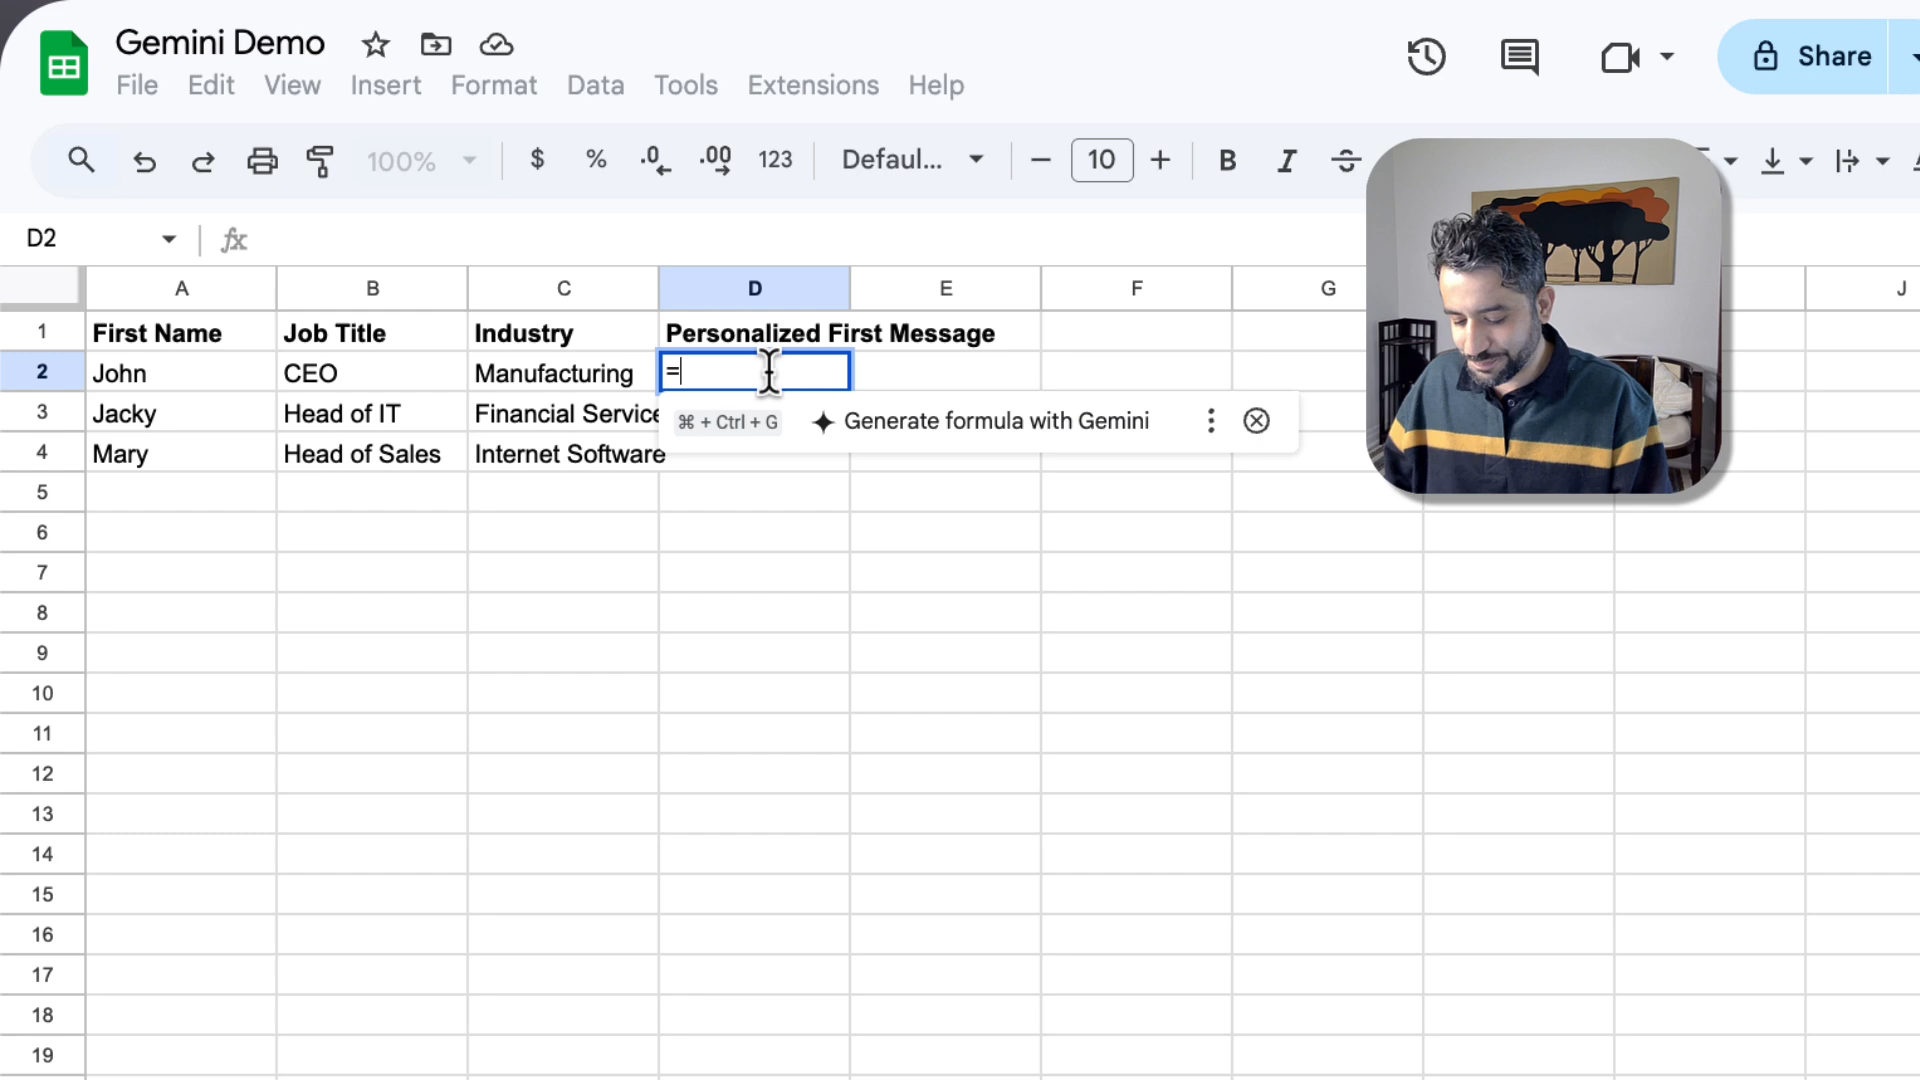 Gemini Demo
File Edit View Insert Format Data Tools Extensions Help
Share
100% $ % .0 .00 123 Defaul... 10 B I S
D2 fx
A B C D E F G J
1 First Name Job Title Industry Personalized First Message
2 John CEO Manufacturing =
3 Jacky Head of IT Financial Service
⌘ + Ctrl + G Generate formula with Gemini
4 Mary Head of Sales Internet Software
5
6
7
8
9
10
11
12
13
14
15
16
17
18
19